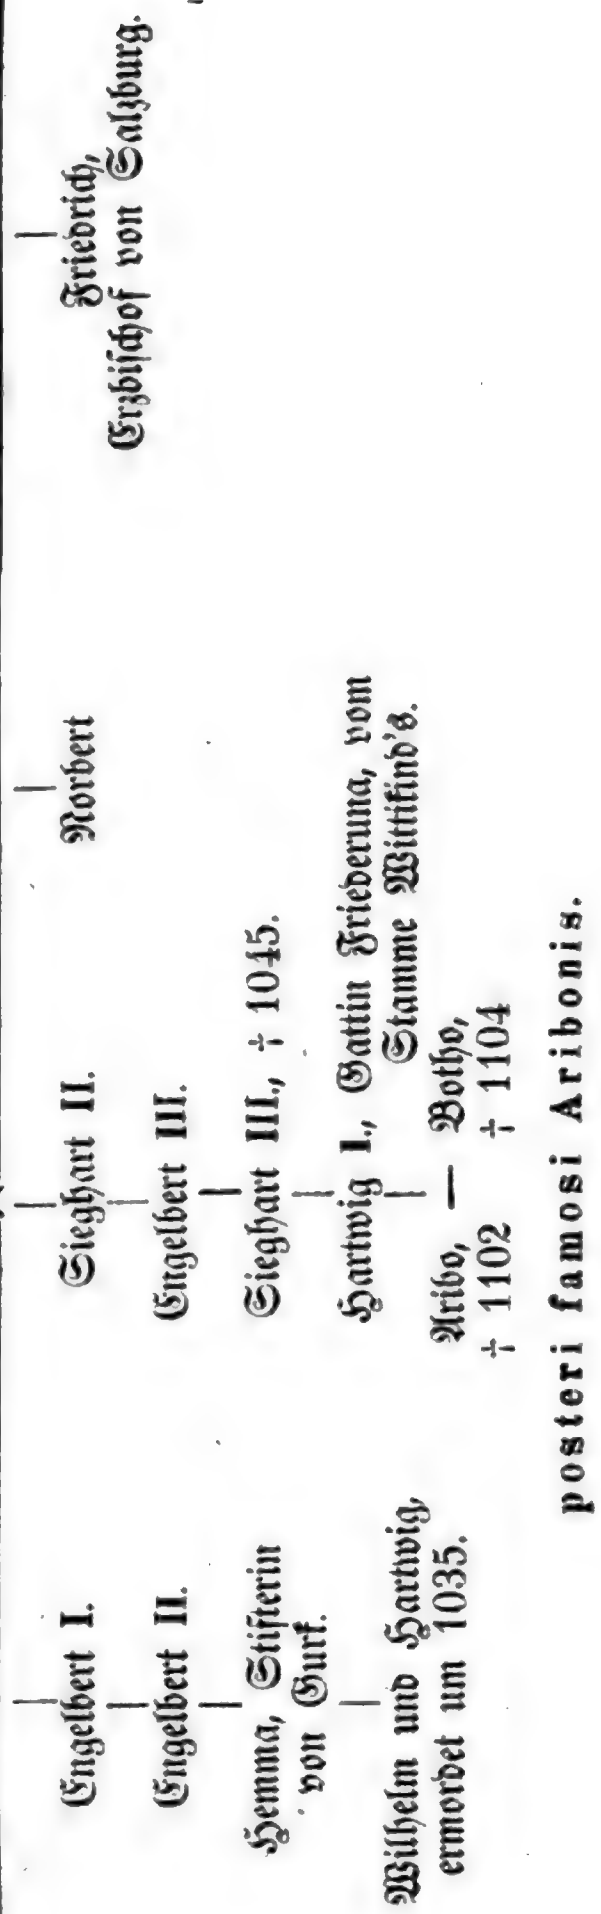 Engelbert I.
Engelbert II.
Hemma, Stifterin
von Gurk.
Wilhelm und Hartwig,
ermordet um 1035.
Sieghart II.
Engelbert III.
Sieghart III., † 1045.
Hartwig I., Gattin Friederuna, vom
Stamme Wittikind's.
Aribo, — Botho,
† 1102 † 1104
posteri famosi Aribonis.
Norbert
Friedrich,
Erzbischof von Salzburg.